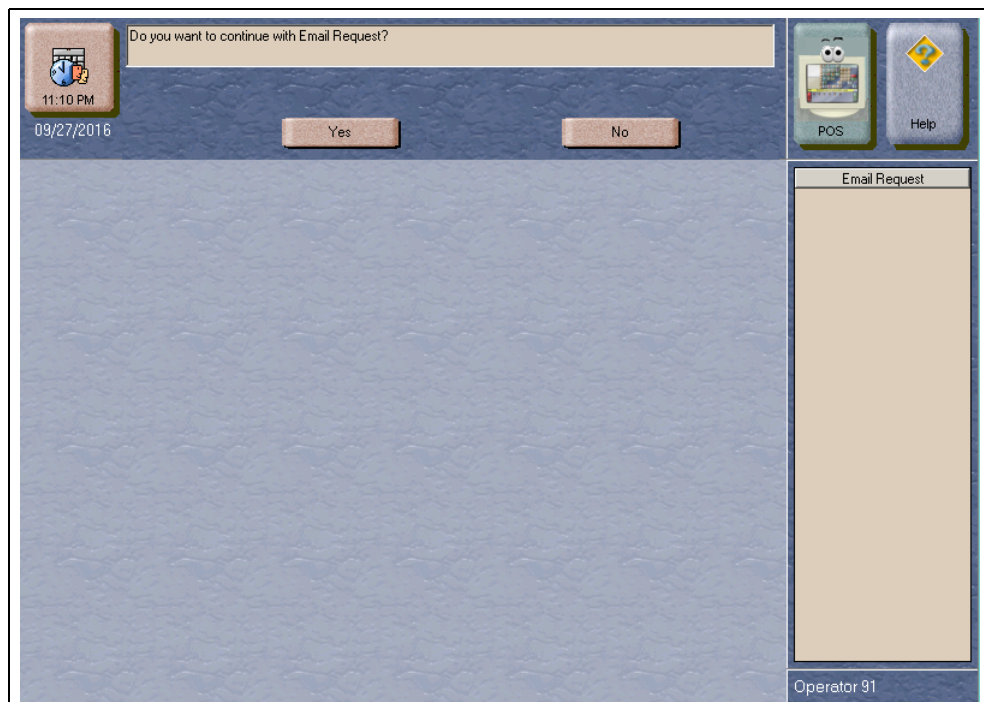 Do you want to continue with Email Request?
11:10 PM
09/27/2016
Yes
No
POS
Help
Email Request
Operator 91